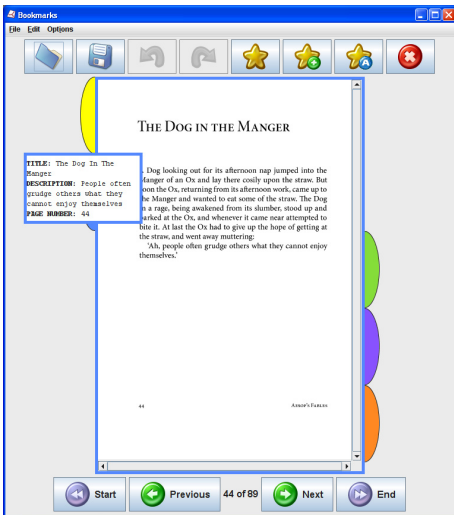 Bookmarks
File Edit Options
A
THE DOG IN THE MANGER
TITLE: The Dog In The
Manger
DESCRIPTION: People often
grudge others what they
cannot enjoy themselves
PAGE NUMBER: 44
Dog looking out for its afternoon nap jumped into the
Manger of an Ox and lay there cosily upon the straw. But
soon the Ox, returning from its afternoon work, came up to
the Manger and wanted to eat some of the straw. The Dog
in a rage, being awakened from its slumber, stood up and
barked at the Ox, and whenever it came near attempted to
bite it. At last the Ox had to give up the hope of getting at
the straw, and went away muttering:
'Ah, people often grudge others what they cannot enjoy
themselves.'
44 AESOP'S FABLES
Start Previous 44 of 89 Next End